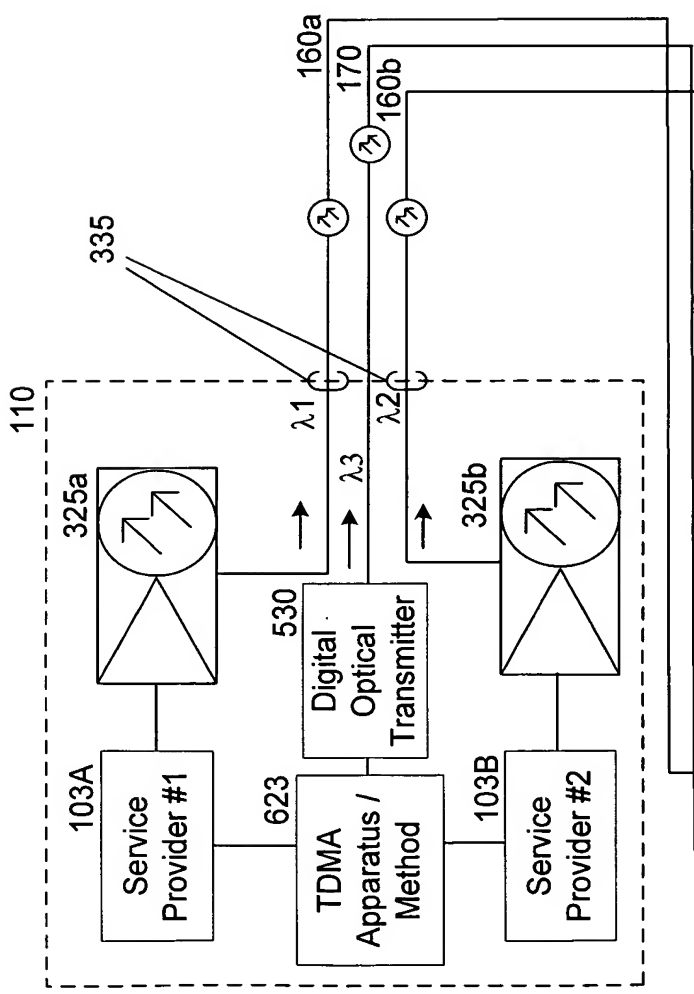 110
335
160a
170
160b
325a
λ1
λ3
λ2
325b
103A
Service
Provider #1
530
Digital
Optical
Transmitter
623
TDMA
Apparatus /
Method
103B
Service
Provider #2